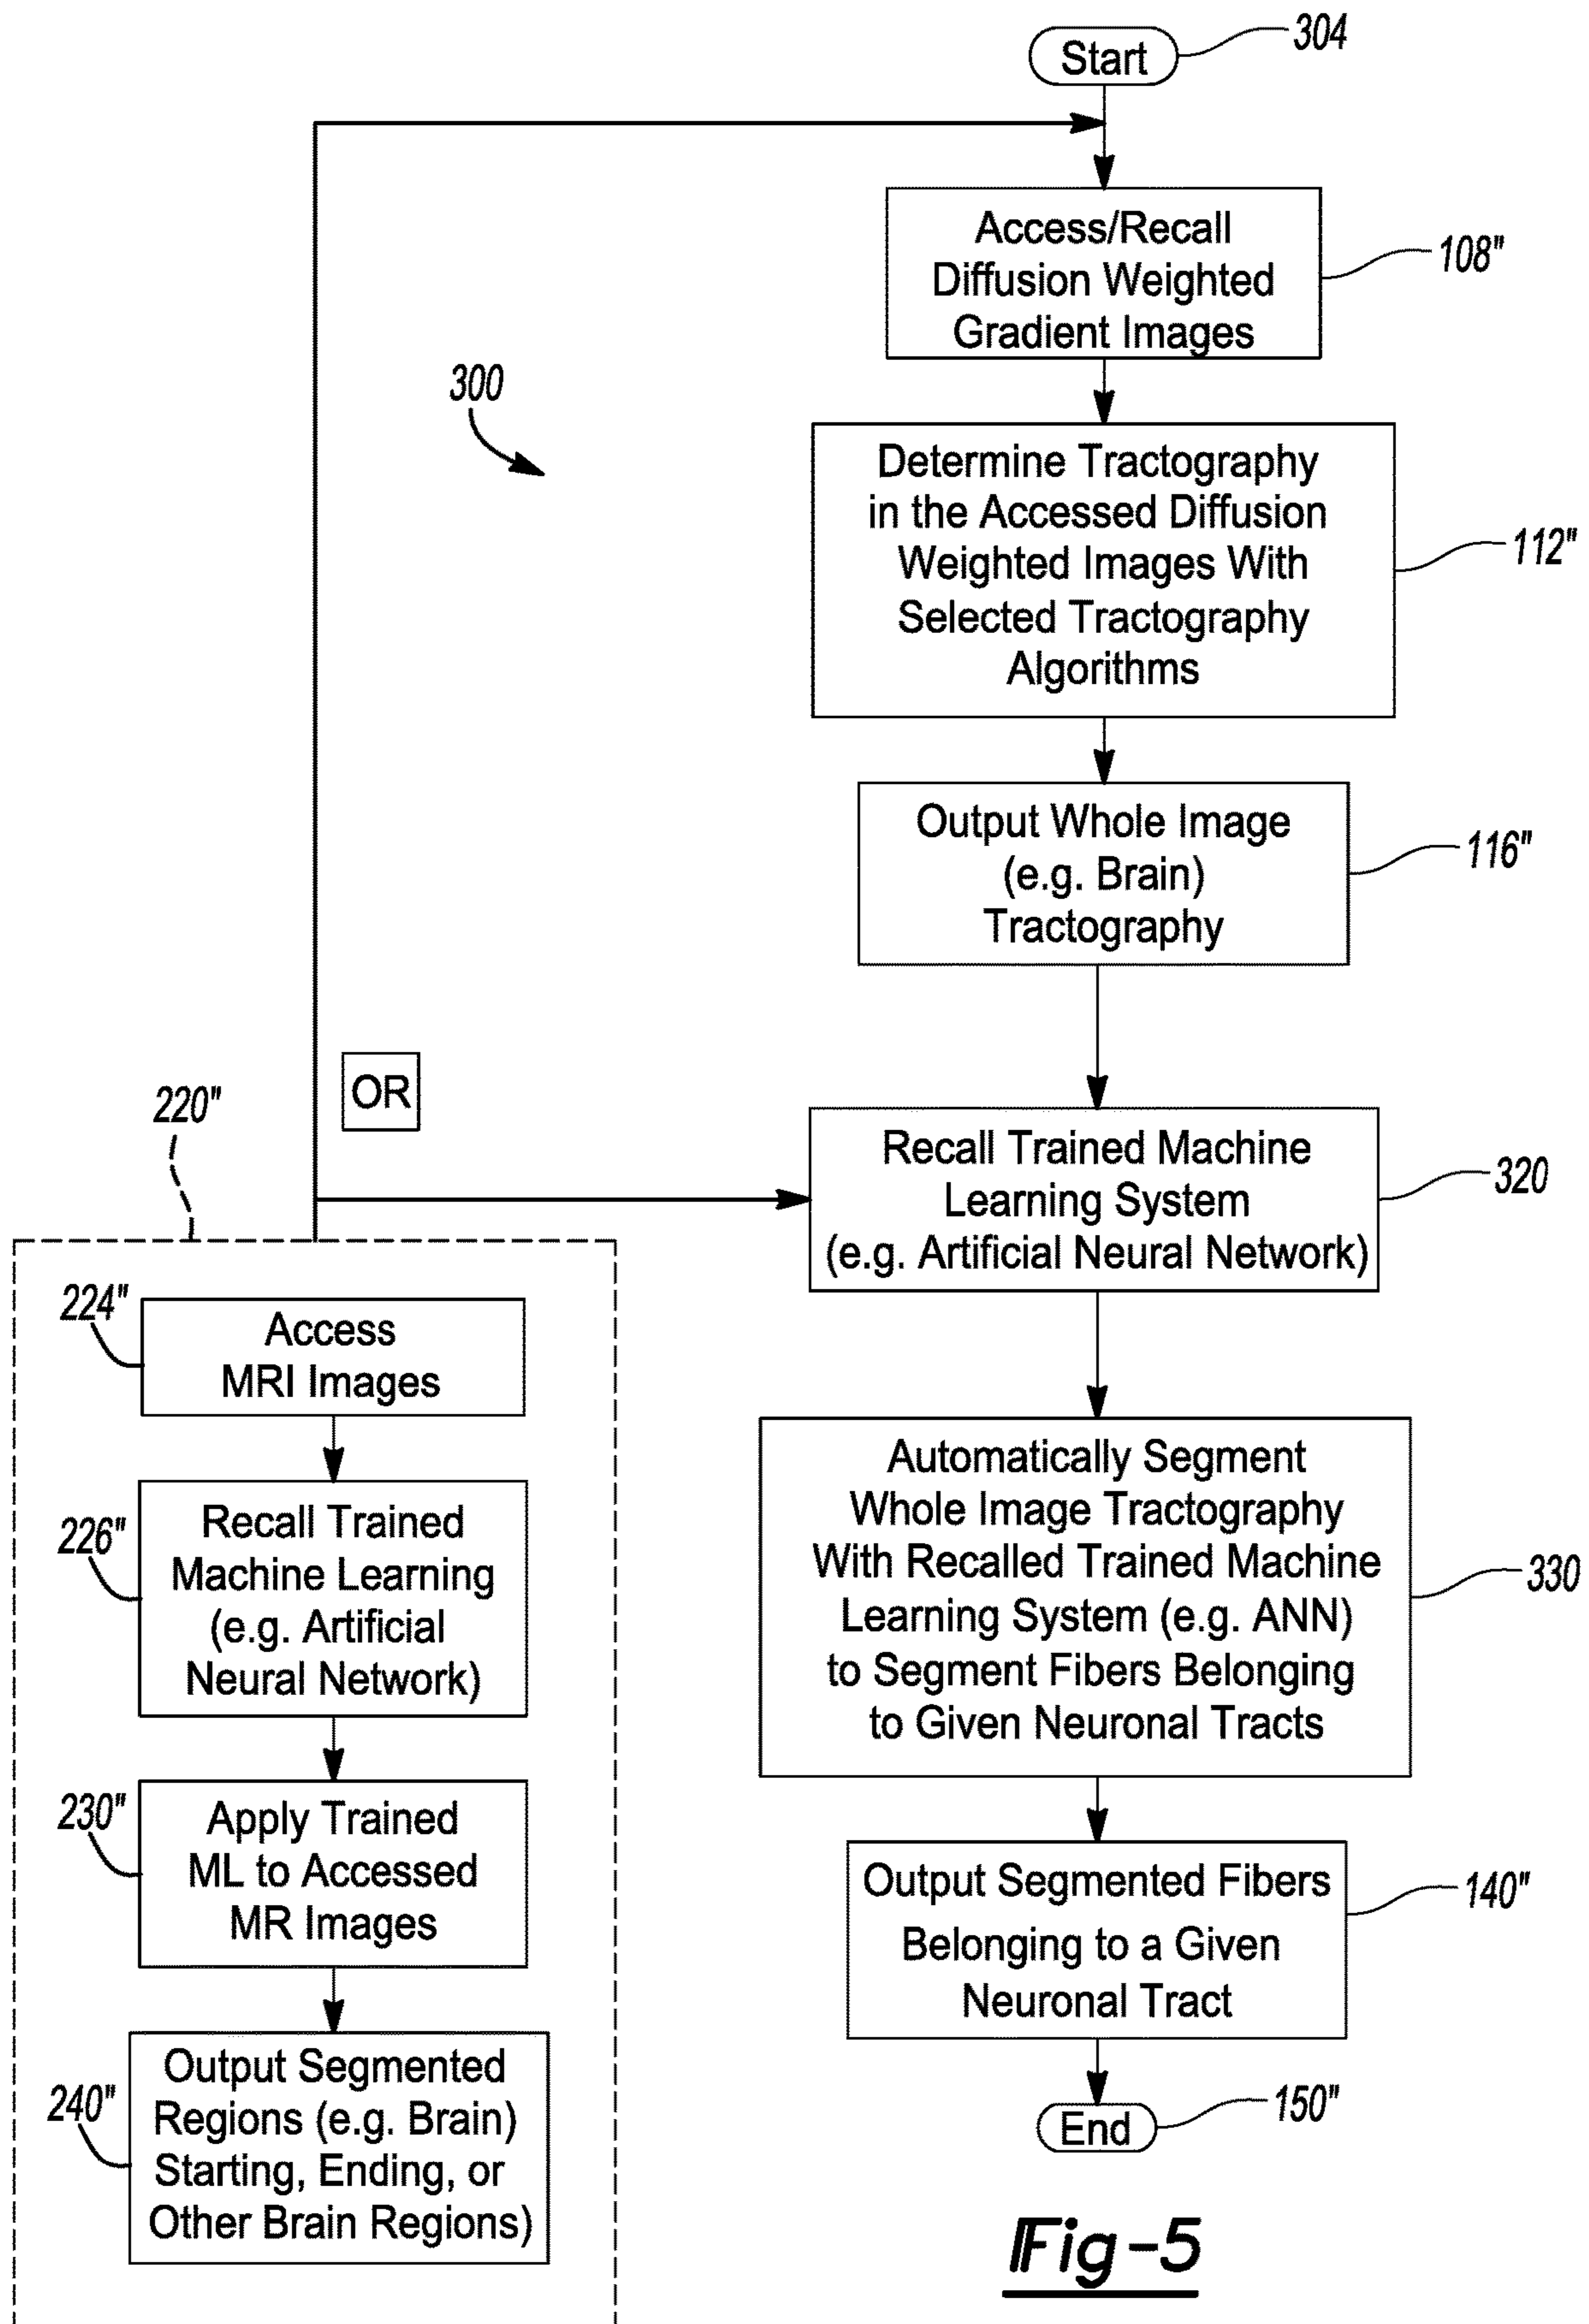 Start
304
Access/Recall
Diffusion Weighted
Gradient Images
108"
300
Determine Tractography
in the Accessed Diffusion
Weighted Images With
Selected Tractography
Algorithms
112"
Output Whole Image
(e.g. Brain)
Tractography
116"
OR
220"
Recall Trained Machine
Learning System
(e.g. Artificial Neural Network)
320
224"
Access
MRI Images
226"
Recall Trained
Machine Learning
(e.g. Artificial
Neural Network)
230"
Apply Trained
ML to Accessed
MR Images
240"
Output Segmented
Regions (e.g. Brain)
Starting, Ending, or
Other Brain Regions)
Automatically Segment
Whole Image Tractography
With Recalled Trained Machine
Learning System (e.g. ANN)
to Segment Fibers Belonging
to Given Neuronal Tracts
330
Output Segmented Fibers
Belonging to a Given
Neuronal Tract
140"
End
150"
Fig-5